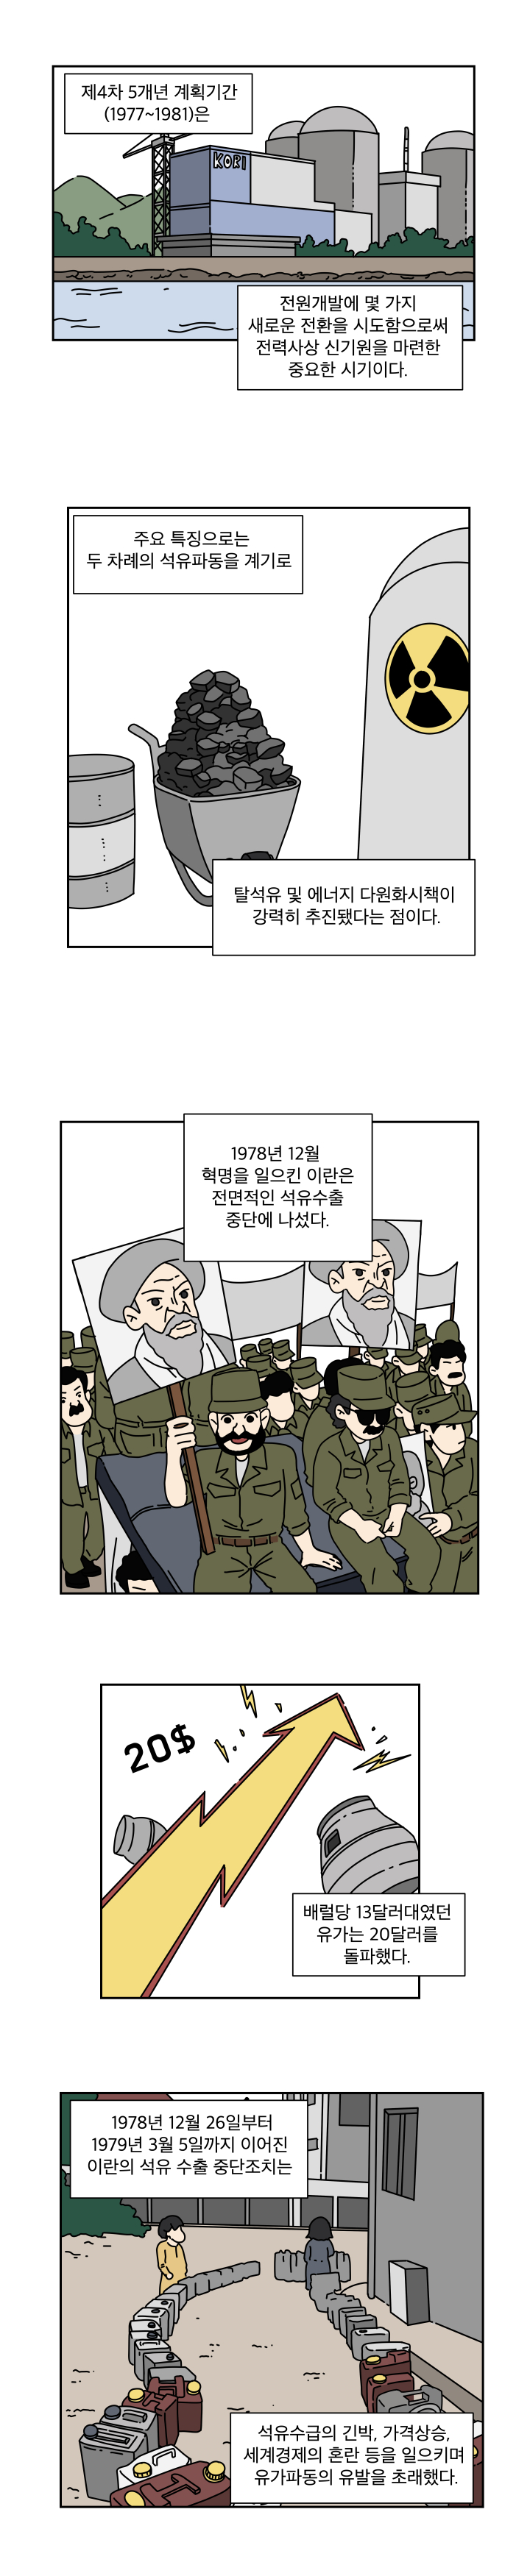 제4차 5개년 계획기간
(1977~1981)은
KORI
전원개발에 몇 가지
새로운 전환을 시도함으로써
전력사상 신기원을 마련한
중요한 시기이다.
주요 특징으로는
두 차례의 석유파동을 계기로
탈석유 및 에너지 다원화시책이
강력히 추진됐다는 점이다.
1978년 12월
혁명을 일으킨 이란은
전면적인 석유수출
중단에 나섰다.
20$
배럴당 13달러대였던
유가는 20달러를
돌파했다.
1978년 12월 26일부터
1979년 3월 5일까지 이어진
이란의 석유 수출 중단조치는
석유수급의 긴박, 가격상승,
세계경제의 혼란 등을 일으키며
유가파동의 유발을 초래했다.